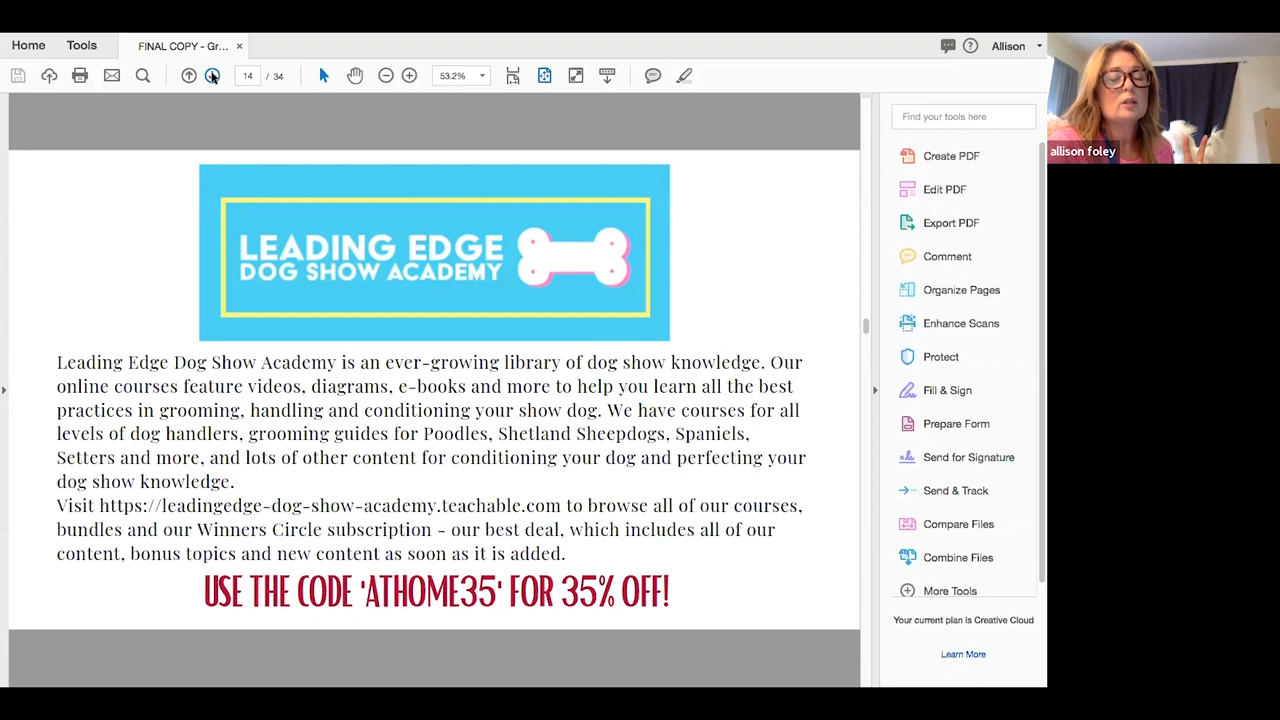 Home
Tools
FINAL COPY - Gr... ×
Allison
14 / 34
53.2%
Find your tools here
allison foley
Create PDF
Edit PDF
Export PDF
Comment
Organize Pages
Enhance Scans
Protect
Fill & Sign
Prepare Form
Send for Signature
Send & Track
Compare Files
Combine Files
More Tools
Your current plan is Creative Cloud
Learn More
LEADING EDGE
DOG SHOW ACADEMY
Leading Edge Dog Show Academy is an ever-growing library of dog show knowledge. Our
online courses feature videos, diagrams, e-books and more to help you learn all the best
practices in grooming, handling and conditioning your show dog. We have courses for all
levels of dog handlers, grooming guides for Poodles, Shetland Sheepdogs, Spaniels,
Setters and more, and lots of other content for conditioning your dog and perfecting your
dog show knowledge.
Visit https://leadingedge-dog-show-academy.teachable.com to browse all of our courses,
bundles and our Winners Circle subscription - our best deal, which includes all of our
content, bonus topics and new content as soon as it is added.
USE THE CODE 'ATHOME35' FOR 35% OFF!